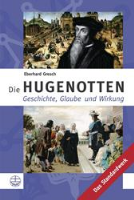 Eberhard Gresch
Die HUGENOTTEN
Geschichte, Glaube und Wirkung
Das Standardwerk